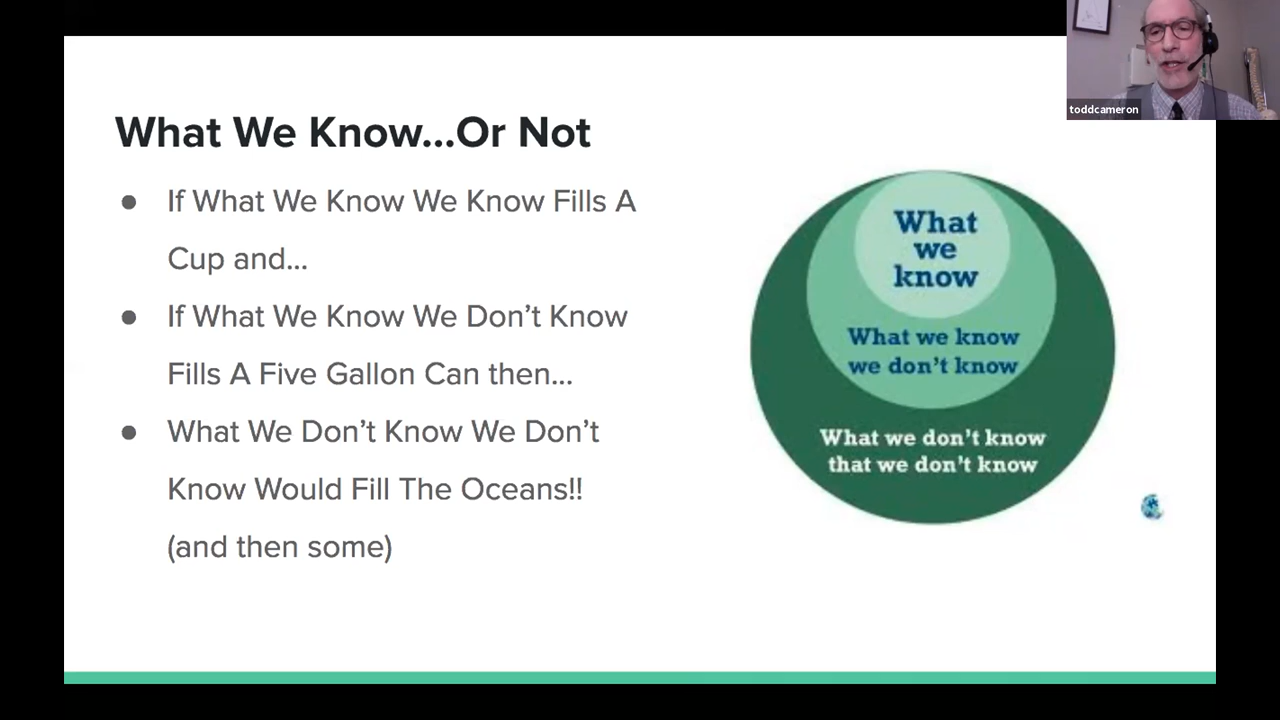 toddcameron
What We Know...Or Not
● If What We Know We Know Fills A
Cup and...
● If What We Know We Don’t Know
Fills A Five Gallon Can then...
● What We Don’t Know We Don’t
Know Would Fill The Oceans!!
(and then some)
What
we
know
What we know
we don’t know
What we don’t know
that we don’t know